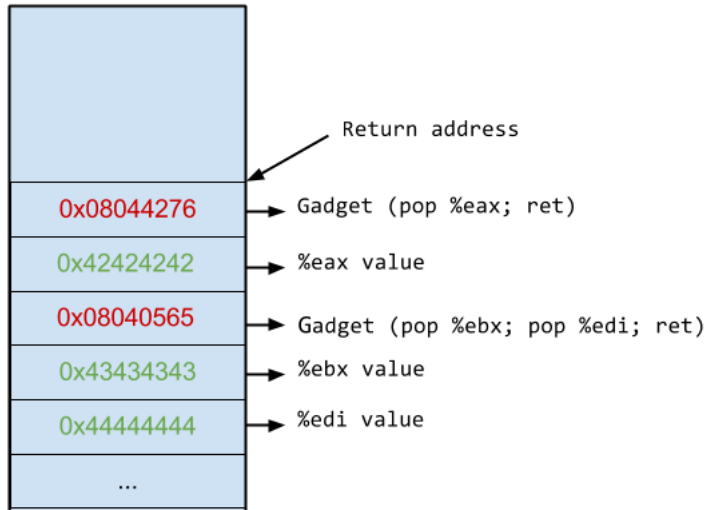 Return address
0x08044276 Gadget (pop %eax; ret)
0x42424242 %eax value
0x08040565 Gadget (pop %ebx; pop %edi; ret)
0x43434343 %ebx value
0x44444444 %edi value
...